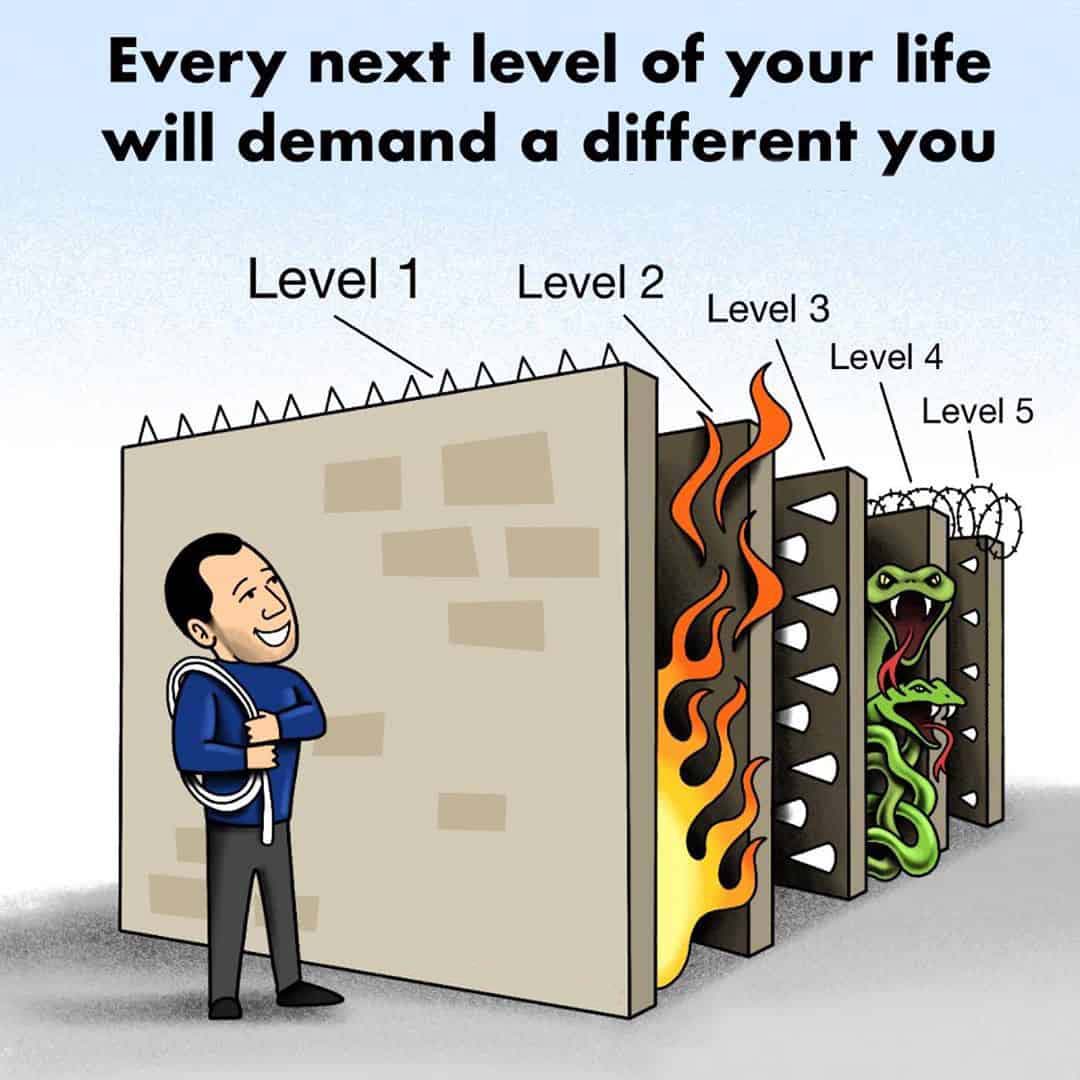 Every next level of your life
will demand a different you
Level 1
Level 2
Level 3
Level 4
Level 5